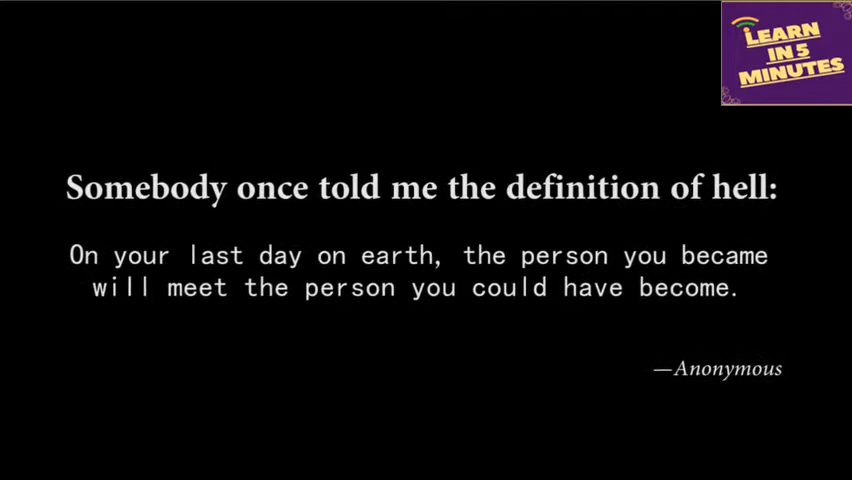 LEARN
IN 5
MINUTES
Somebody once told me the definition of hell:
On your last day on earth, the person you became
will meet the person you could have become.
—Anonymous